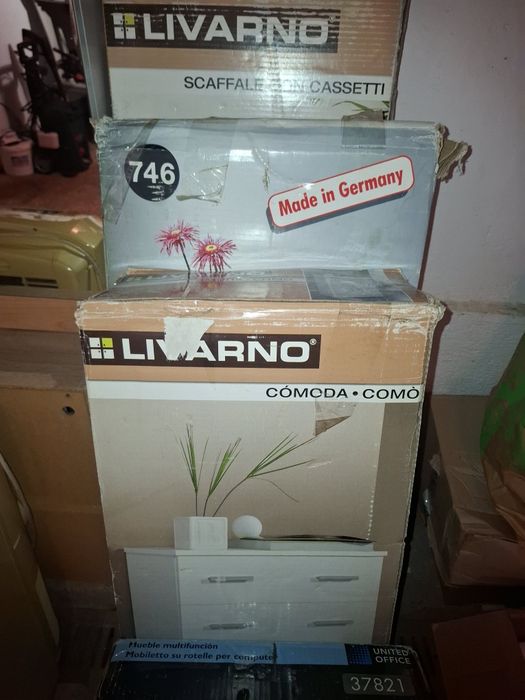 LIVARNO
SCAFFALE CON CASSETTI
746
Made in Germany
LIVARNO®
CÓMODA • COMÒ
Mueble multifunción
Mobiletto su rotelle per computer
UNITED
OFFICE
37821